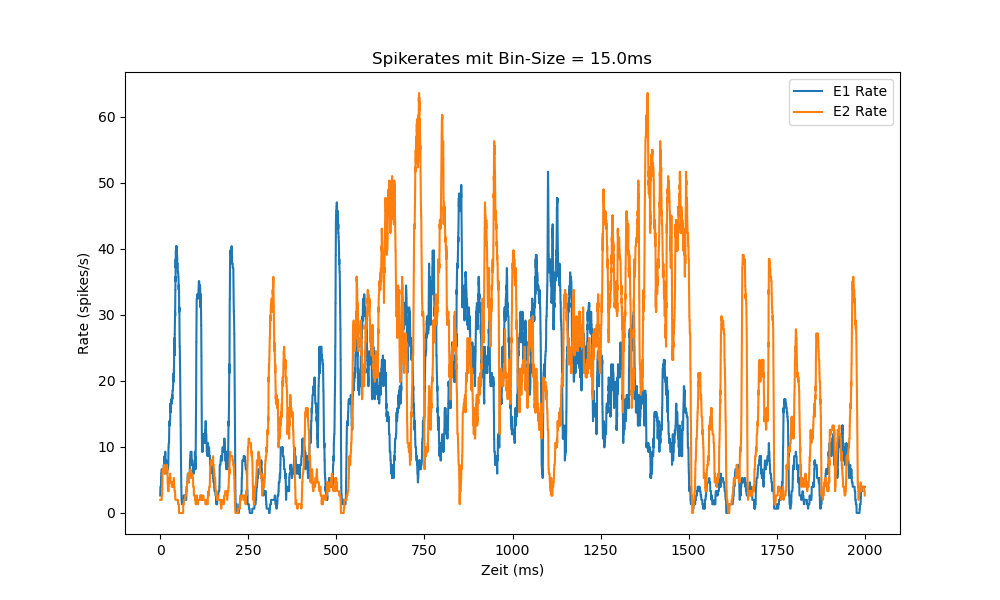 Spikerates mit Bin-Size = 15.0ms
E1 Rate
E2 Rate
Rate (spikes/s)
60
50
40
30
20
10
0
0 250 500 750 1000 1250 1500 1750 2000
Zeit (ms)